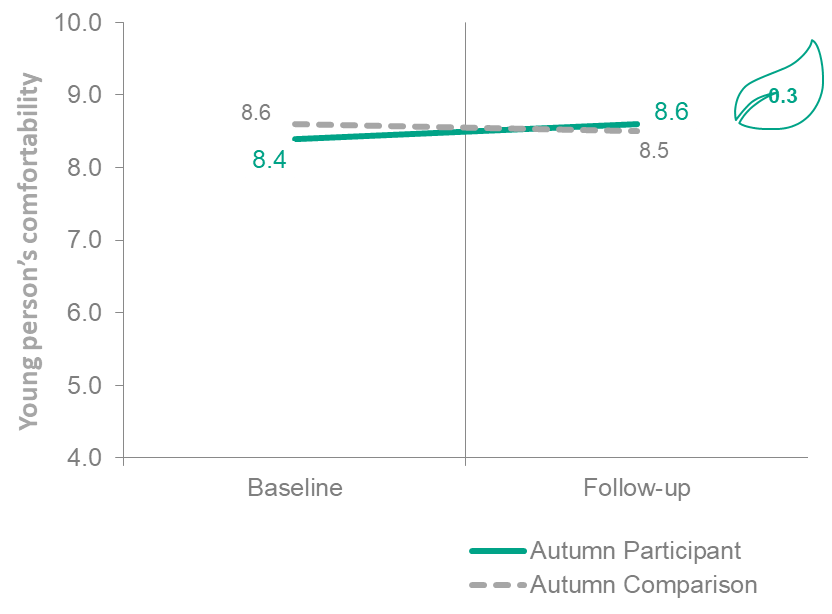 Young person's comfortability
10.0
9.0
8.0
7.0
6.0
5.0
4.0
8.6
8.4
8.6
8.5
0.3
Baseline
Follow-up
Autumn Participant
Autumn Comparison